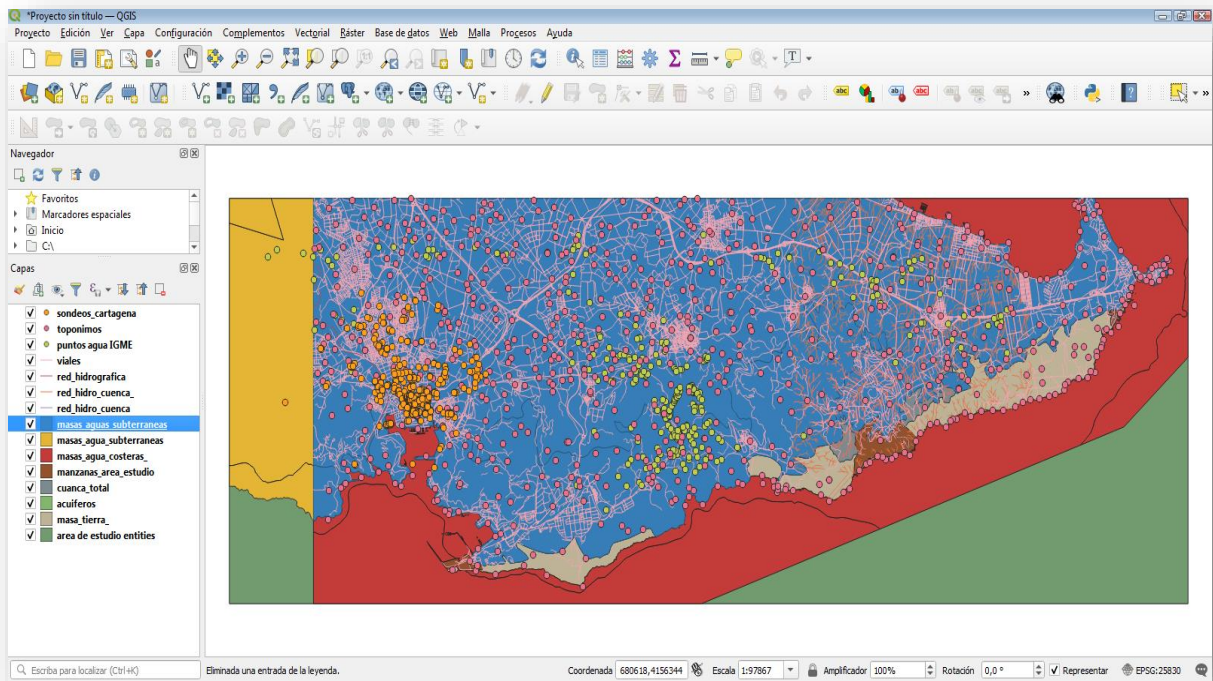 *Proyecto sin título — QGIS
Proyecto Edición Ver Capa Configuración Complementos Vectorial Ráster Base de datos Web Malla Procesos Ayuda
Navegador
Favoritos
Marcadores espaciales
Inicio
C:\
Capas
sondeos_cartagena
toponimos
puntos agua IGME
viales
red_hidrografica
red_hidro_cuenca_
red_hidro_cuenca
masas_aguas_subterraneas
masas_agua_subterraneas
masas_agua_costeras_
manzanas_area_estudio
cuanca_total
acuiferos
masa_tierra_
area de estudio entities
Escriba para localizar (Ctrl+K) Eliminada una entrada de la leyenda. Coordenada 680618,4156344 Escala 1:97867 Amplificador 100% Rotación 0,0 ° Representar EPSG:25830